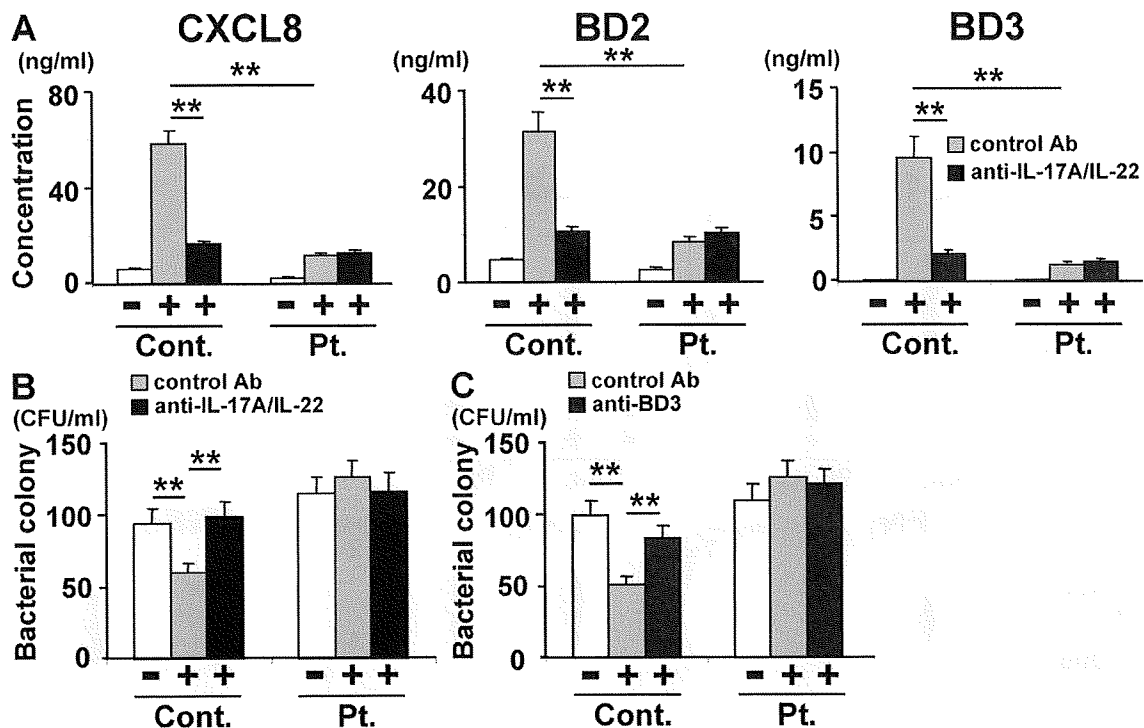 A
CXCL8
BD2
BD3
(ng/ml)
(ng/ml)
(ng/ml)
**
**
**
**
**
**
Concentration
80
60
40
0
40
20
0
15
10
5
0
control Ab
anti-IL-17A/IL-22
- + + - + +
- + + - + +
- + + - + +
Cont. Pt.
Cont. Pt.
Cont. Pt.
B
control Ab
anti-IL-17A/IL-22
(CFU/ml)
Bacterial colony
150
100
50
0
** **
- + + - + +
Cont. Pt.
C
control Ab
anti-BD3
(CFU/ml)
Bacterial colony
150
100
50
0
** **
- + + - + +
Cont. Pt.